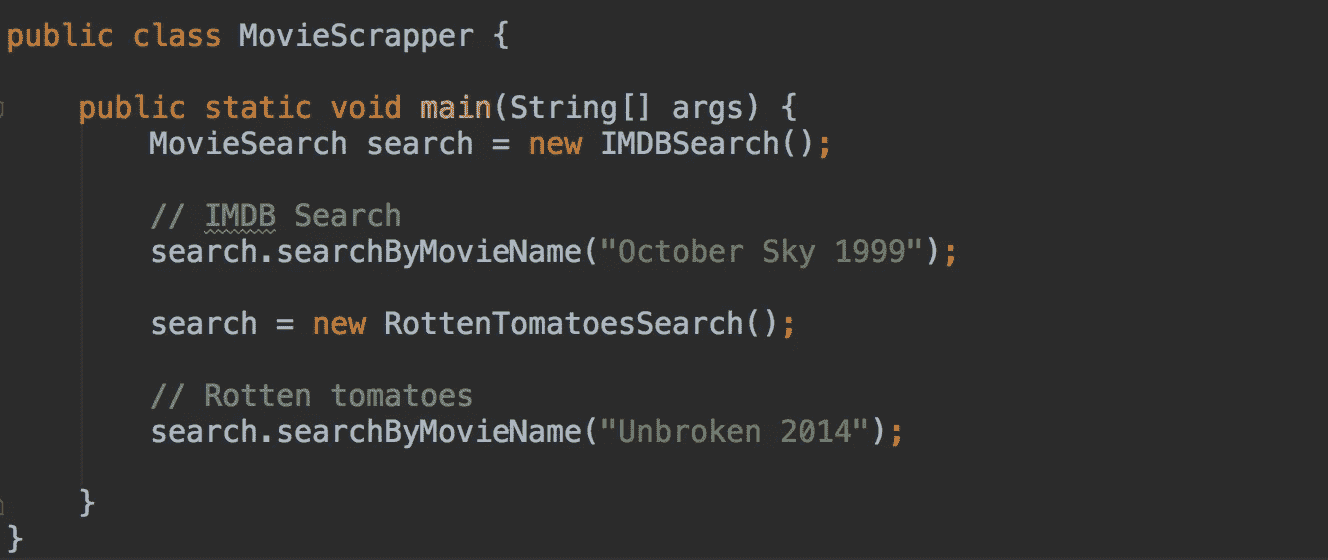 public class MovieScrapper {
public static void main(String[] args) {
MovieSearch search = new IMDBSearch();
// IMDB Search
search.searchByMovieName("October Sky 1999");
search = new RottenTomatoesSearch();
// Rotten tomatoes
search.searchByMovieName("Unbroken 2014");
}
}